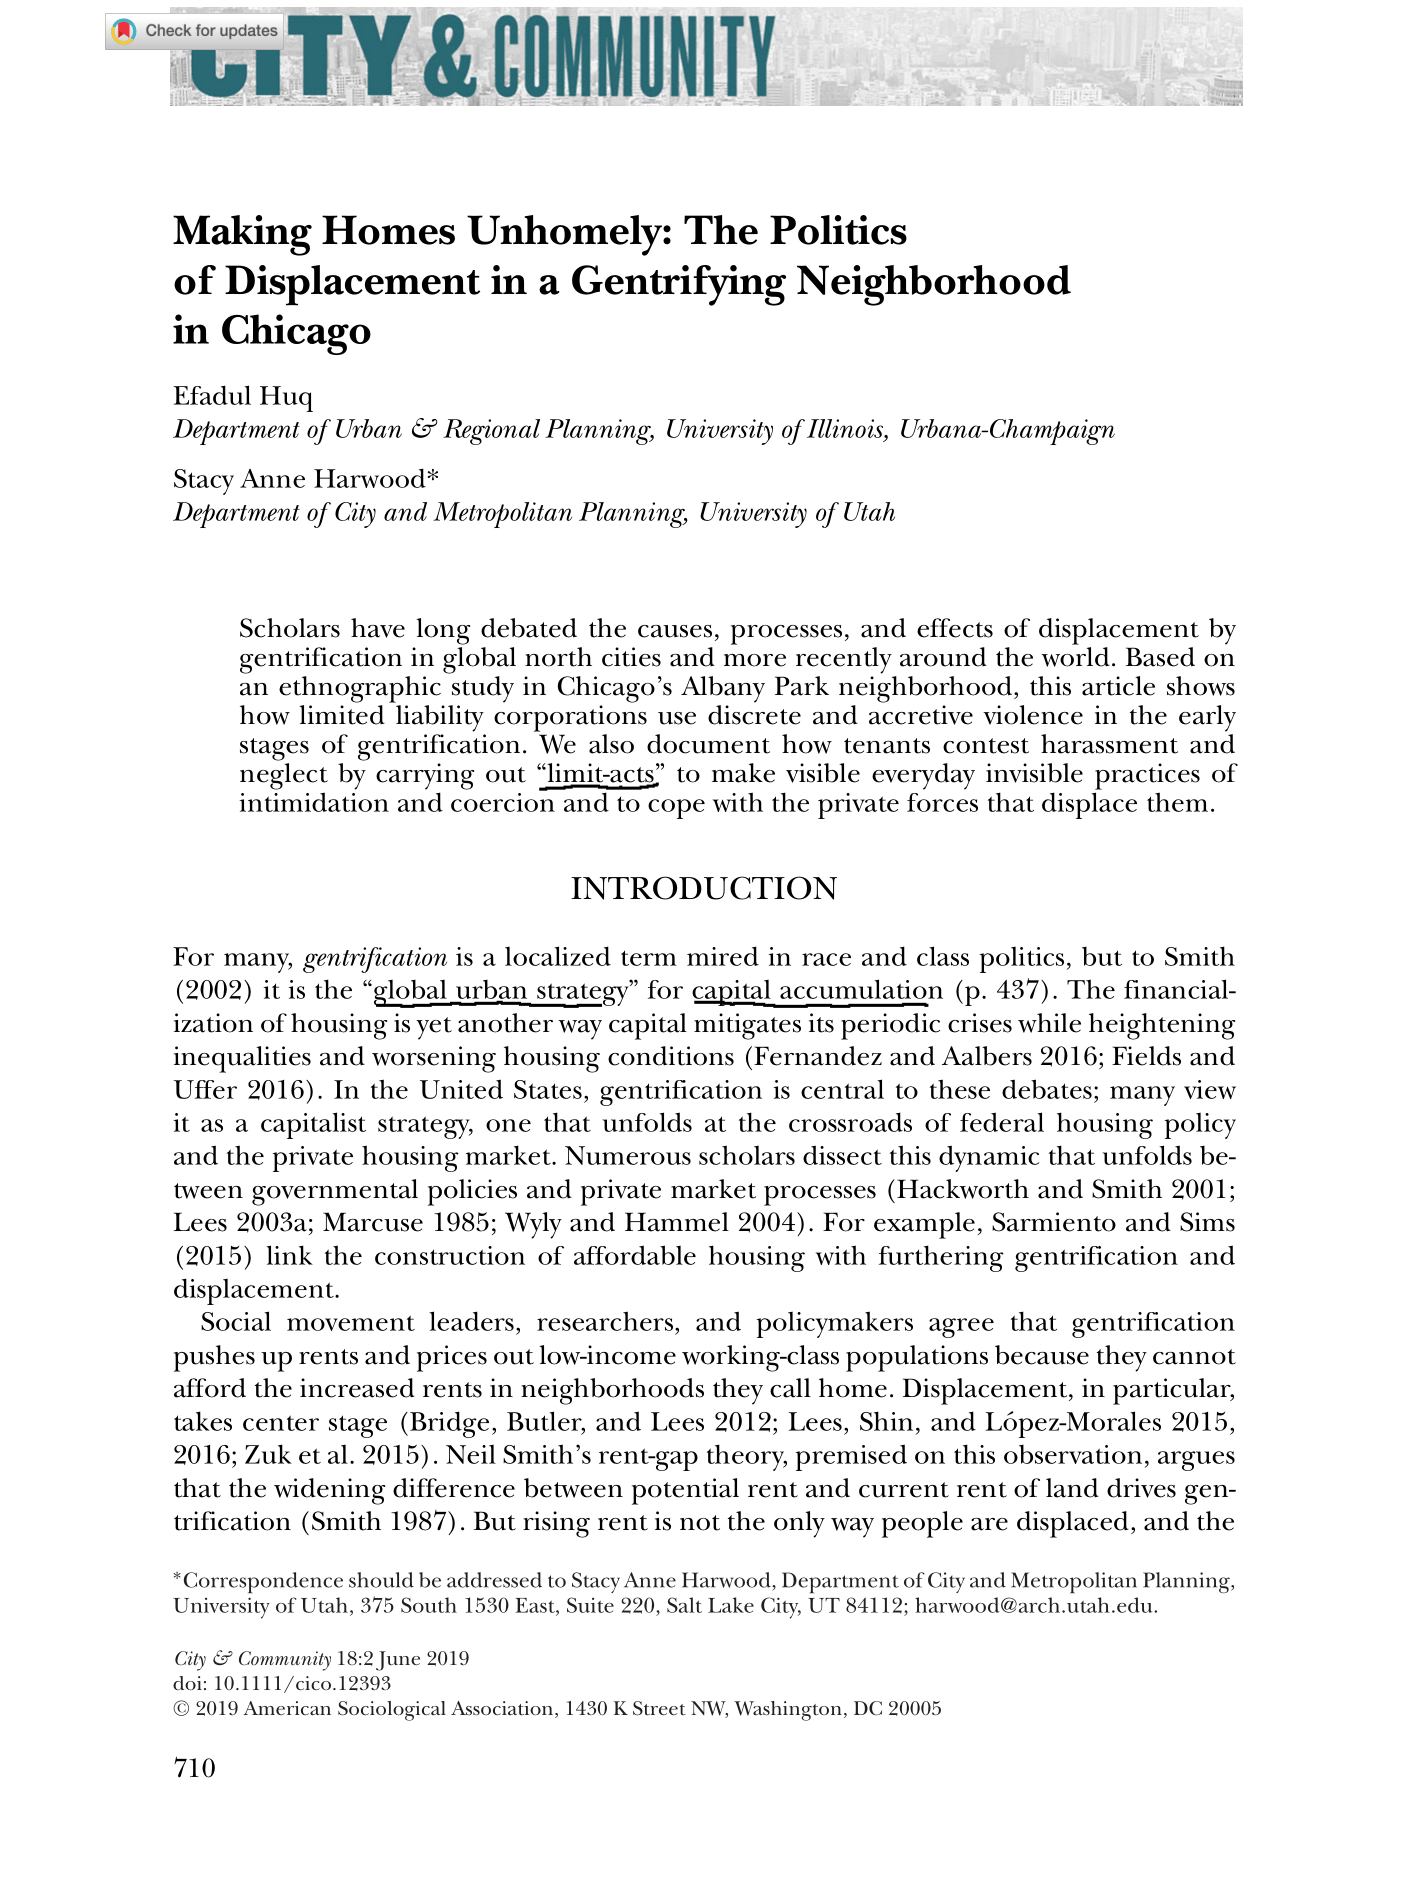 Check for updates
CITY & COMMUNITY
Making Homes Unhomely: The Politics
of Displacement in a Gentrifying Neighborhood
in Chicago
Efadul Huq
Department of Urban & Regional Planning, University of Illinois, Urbana-Champaign
Stacy Anne Harwood*
Department of City and Metropolitan Planning, University of Utah
Scholars have long debated the causes, processes, and effects of displacement by
gentrification in global north cities and more recently around the world. Based on
an ethnographic study in Chicago’s Albany Park neighborhood, this article shows
how limited liability corporations use discrete and accretive violence in the early
stages of gentrification. We also document how tenants contest harassment and
neglect by carrying out “limit-acts” to make visible everyday invisible practices of
intimidation and coercion and to cope with the private forces that displace them.
INTRODUCTION
For many, gentrification is a localized term mired in race and class politics, but to Smith
(2002) it is the “global urban strategy” for capital accumulation (p. 437). The financial-
ization of housing is yet another way capital mitigates its periodic crises while heightening
inequalities and worsening housing conditions (Fernandez and Aalbers 2016; Fields and
Uffer 2016). In the United States, gentrification is central to these debates; many view
it as a capitalist strategy, one that unfolds at the crossroads of federal housing policy
and the private housing market. Numerous scholars dissect this dynamic that unfolds be-
tween governmental policies and private market processes (Hackworth and Smith 2001;
Lees 2003a; Marcuse 1985; Wyly and Hammel 2004). For example, Sarmiento and Sims
(2015) link the construction of affordable housing with furthering gentrification and
displacement.
Social movement leaders, researchers, and policymakers agree that gentrification
pushes up rents and prices out low-income working-class populations because they cannot
afford the increased rents in neighborhoods they call home. Displacement, in particular,
takes center stage (Bridge, Butler, and Lees 2012; Lees, Shin, and López-Morales 2015,
2016; Zuk et al. 2015). Neil Smith’s rent-gap theory, premised on this observation, argues
that the widening difference between potential rent and current rent of land drives gen-
trification (Smith 1987). But rising rent is not the only way people are displaced, and the
*Correspondence should be addressed to Stacy Anne Harwood, Department of City and Metropolitan Planning,
University of Utah, 375 South 1530 East, Suite 220, Salt Lake City, UT 84112; harwood@arch.utah.edu.
City & Community 18:2 June 2019
doi: 10.1111/cico.12393
© 2019 American Sociological Association, 1430 K Street NW, Washington, DC 20005
710